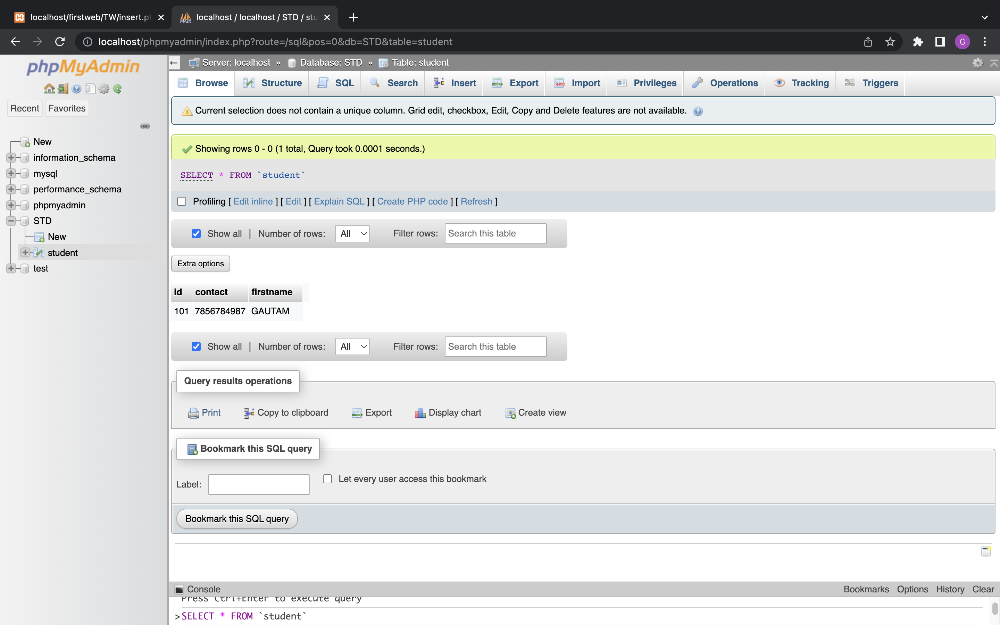 localhost/firstweb/TW/insert.ph
localhost / localhost / STD / stu
localhost/phpmyadmin/index.php?route=/sql&pos=0&db=STD&table=student
G
phpMyAdmin
Recent Favorites
New
information_schema
mysql
performance_schema
phpmyadmin
STD
New
student
test
Server: localhost » Database: STD » Table: student
Browse Structure SQL Search Insert Export Import Privileges Operations Tracking Triggers
Current selection does not contain a unique column. Grid edit, checkbox, Edit, Copy and Delete features are not available.
Showing rows 0 - 0 (1 total, Query took 0.0001 seconds.)
SELECT * FROM `student`
Profiling [ Edit inline ] [ Edit ] [ Explain SQL ] [ Create PHP code ] [ Refresh ]
Show all | Number of rows: All Filter rows: Search this table
Extra options
id contact firstname
101 7856784987 GAUTAM
Show all | Number of rows: All Filter rows: Search this table
Query results operations
Print Copy to clipboard Export Display chart Create view
Bookmark this SQL query
Label: Let every user access this bookmark
Bookmark this SQL query
Console Bookmarks Options History Clear
Press Ctrl+Enter to execute query
>SELECT * FROM `student`